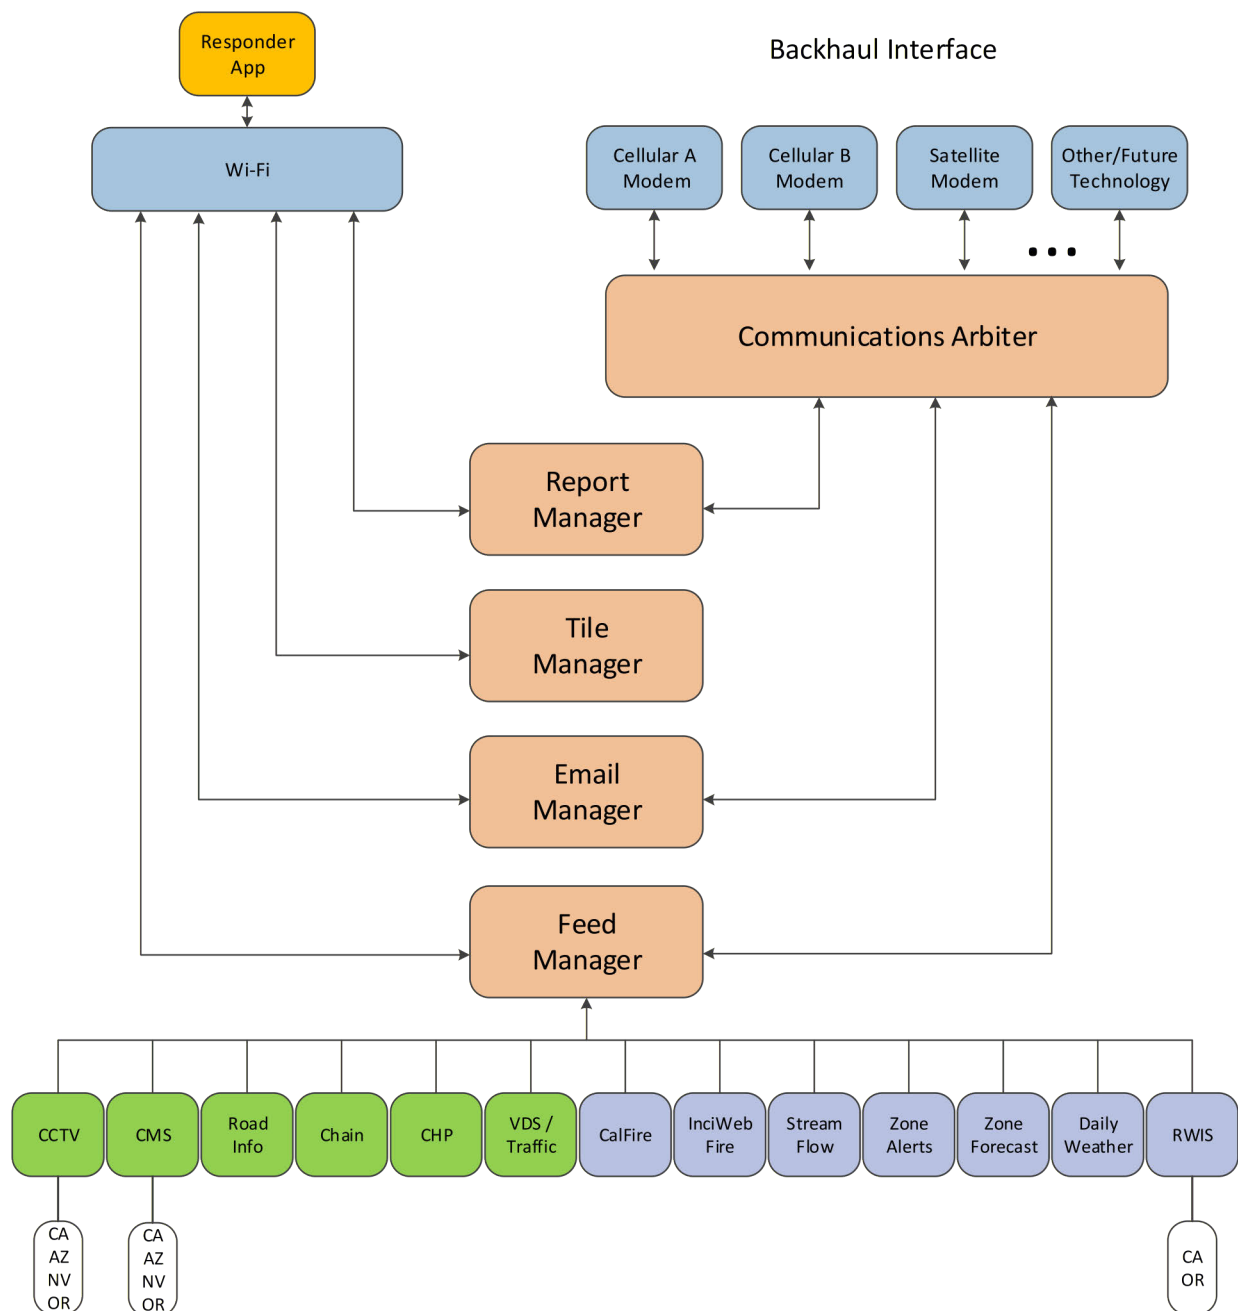 Responder
App
Backhaul Interface
Wi-Fi
Cellular A
Modem
Cellular B
Modem
Satellite
Modem
Other/Future
Technology
...
Communications Arbiter
Report
Manager
Tile
Manager
Email
Manager
Feed
Manager
CCTV
CMS
Road
Info
Chain
CHP
VDS /
Traffic
CalFire
InciWeb
Fire
Stream
Flow
Zone
Alerts
Zone
Forecast
Daily
Weather
RWIS
CA
AZ
NV
OR
CA
AZ
NV
OR
CA
OR